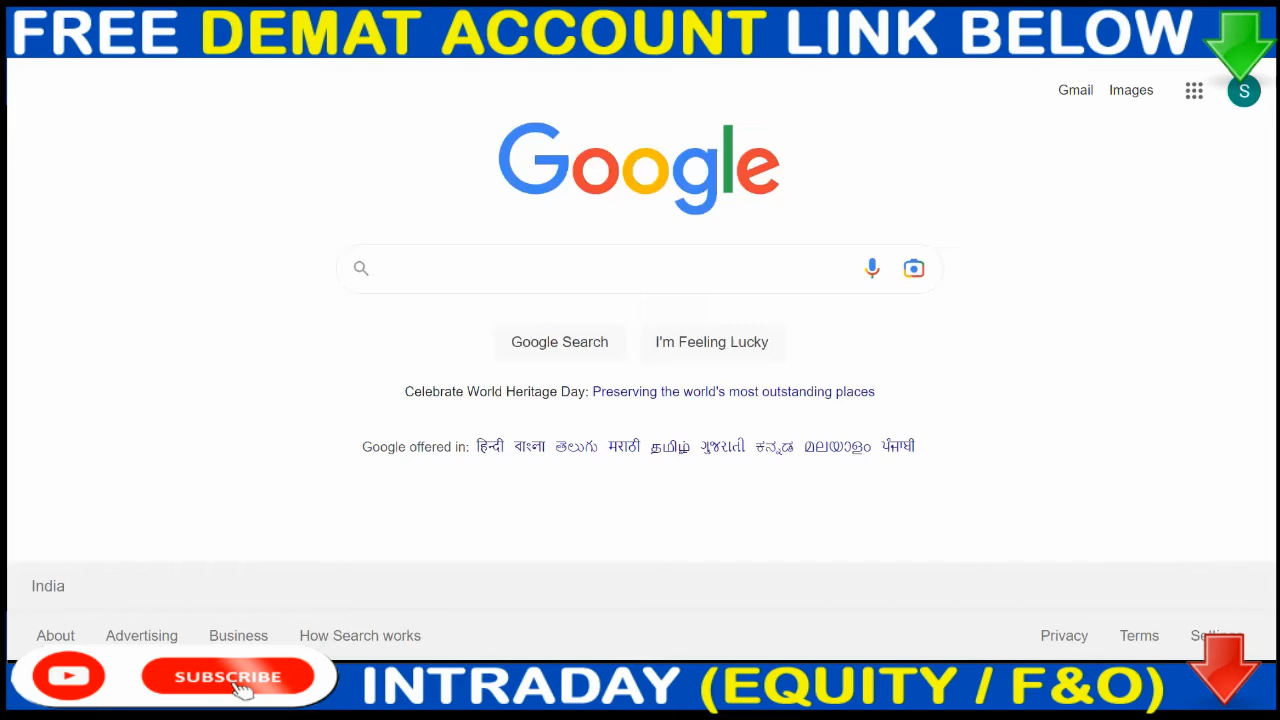 FREE DEMAT ACCOUNT LINK BELOW
Gmail Images
S
Google
Google Search I'm Feeling Lucky
Celebrate World Heritage Day: Preserving the world's most outstanding places
Google offered in: हिन्दी বাংলা తెలుగు मराठी தமிழ் ગુજરાતી ಕನ್ನಡ മലയാളം ਪੰਜਾਬੀ
India
About Advertising Business How Search works Privacy Terms
SUBSCRIBE INTRADAY (EQUITY / F&O)